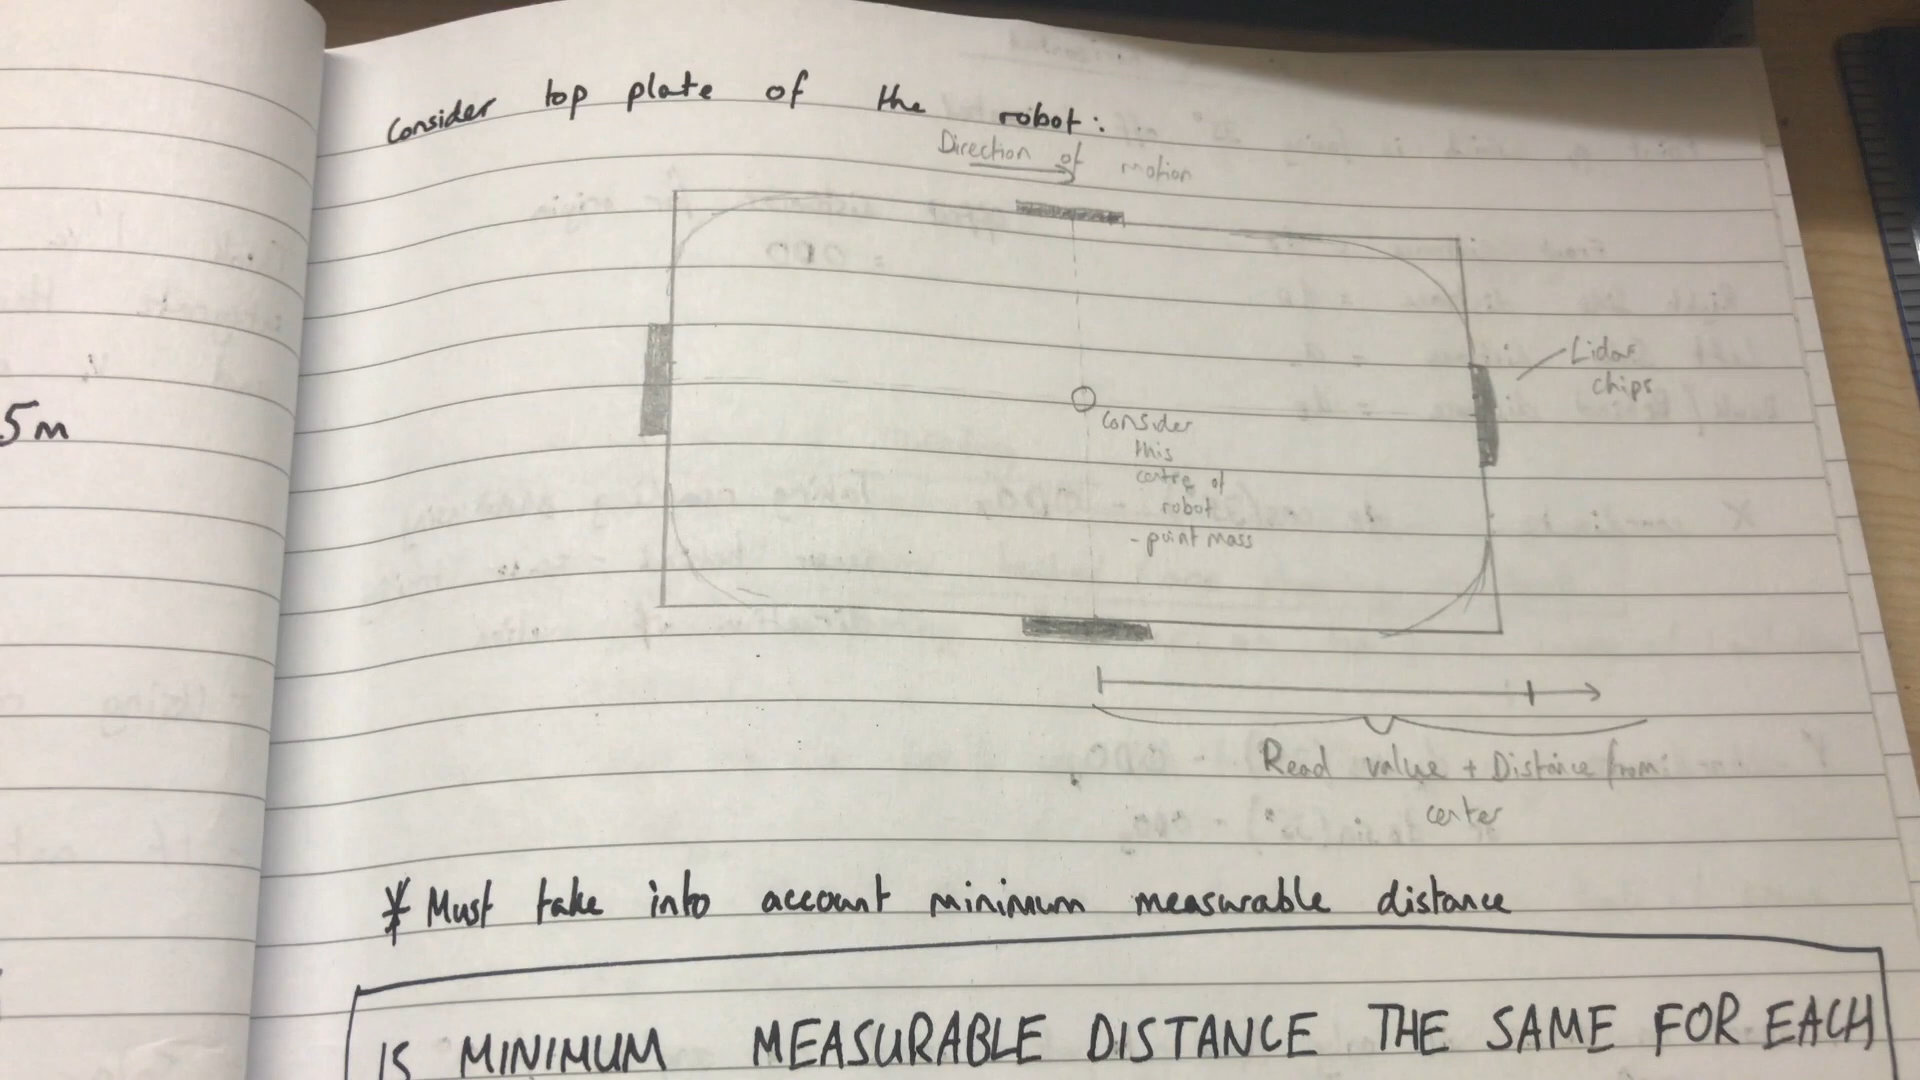 5m
Consider top plate of the robot:
Direction of motion
Lidar
chips
consider
this
centre of
robot
- point mass
Read value + Distance from
center
Must take into account minimum measurable distance
IS MINIMUM MEASURABLE DISTANCE THE SAME FOR EACH